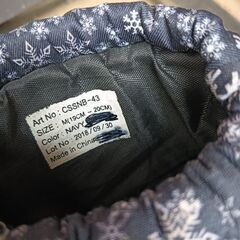 Art No : CSSNB-43
SIZE : M(19CM - 20CM)
Color : NAVY
Lot No : 2018 / 09 / 30
Made in China